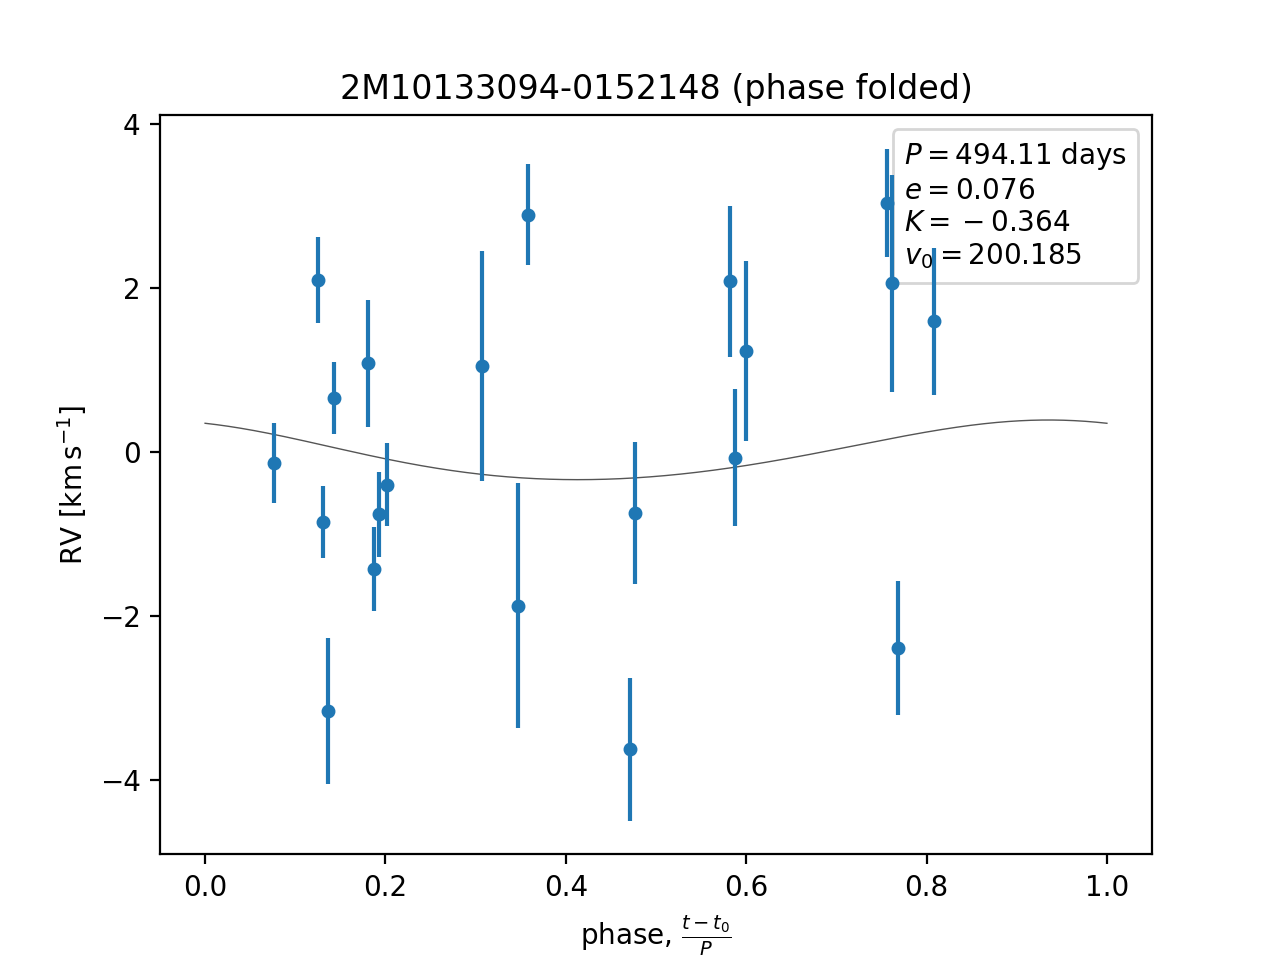 2M10133094-0152148 (phase folded)
P = 494.11 days
e = 0.076
K = −0.364
v₀ = 200.185
RV [km s⁻¹]
4
2
0
−2
−4
0.0 0.2 0.4 0.6 0.8 1.0
phase, (t − t₀)/P